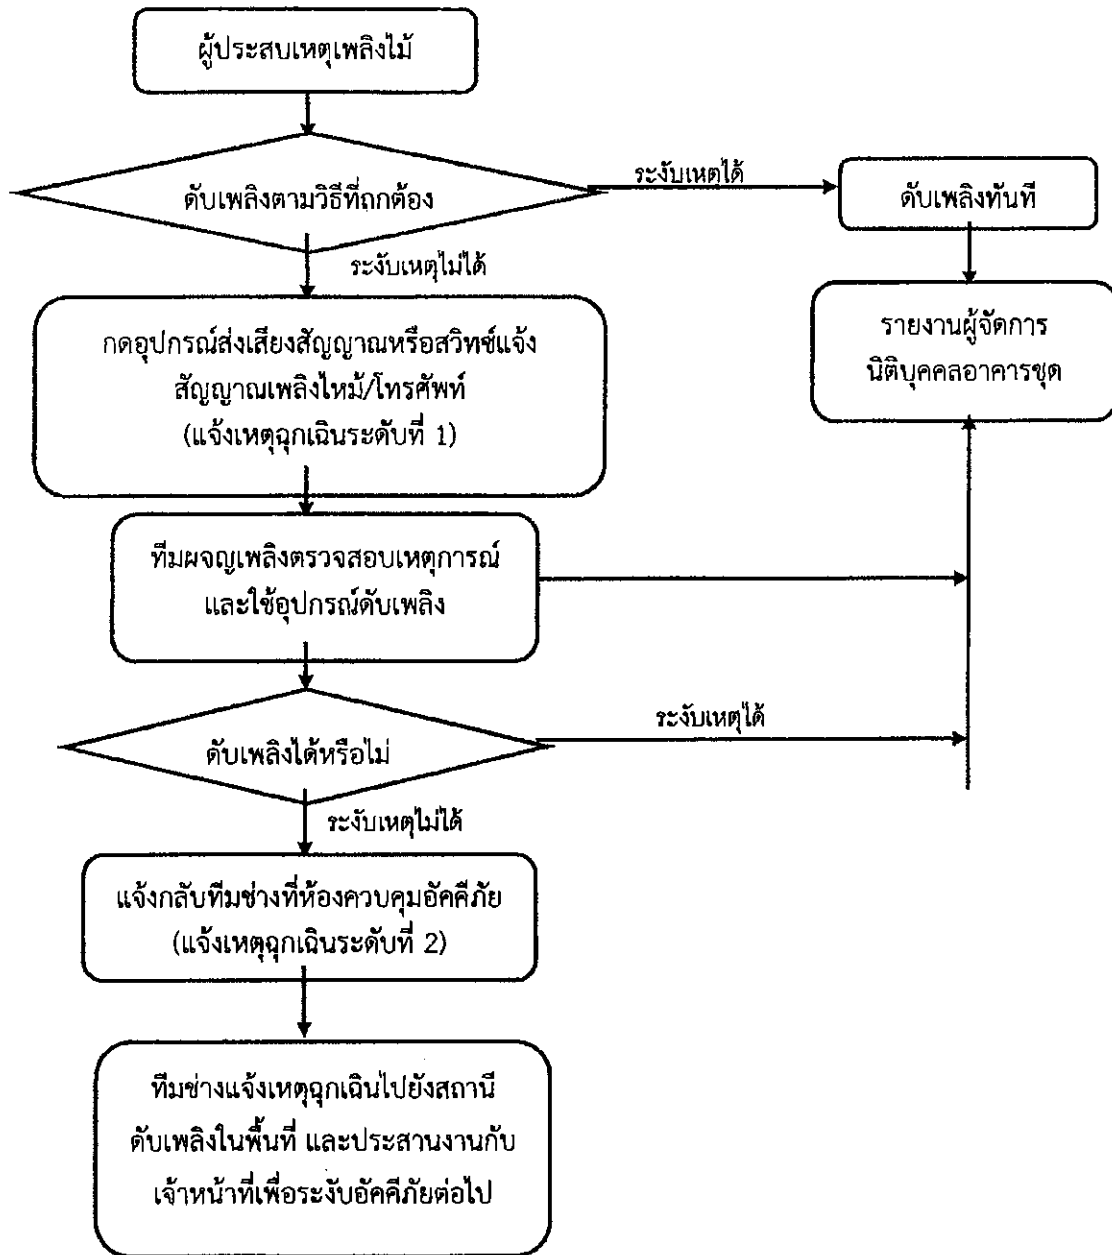 ผู้ประสบเหตุเพลิงไม้
ดับเพลิงตามวิธีที่ถูกต้อง
ระงับเหตุได้
ดับเพลิงทันที
ระงับเหตุไม่ได้
รายงานผู้จัดการ
นิติบุคคลอาคารชุด
กดอุปกรณ์ส่งเสียงสัญญาณหรือสวิทช์แจ้ง
สัญญาณเพลิงไหม้/โทรศัพท์
(แจ้งเหตุฉุกเฉินระดับที่ 1)
ทีมผจญเพลิงตรวจสอบเหตุการณ์
และใช้อุปกรณ์ดับเพลิง
ระงับเหตุได้
ดับเพลิงได้หรือไม่
ระงับเหตุไม่ได้
แจ้งกลับทีมช่างที่ห้องควบคุมอัคคีภัย
(แจ้งเหตุฉุกเฉินระดับที่ 2)
ทีมช่างแจ้งเหตุฉุกเฉินไปยังสถานี
ดับเพลิงในพื้นที่ และประสานงานกับ
เจ้าหน้าที่เพื่อระงับอัคคีภัยต่อไป